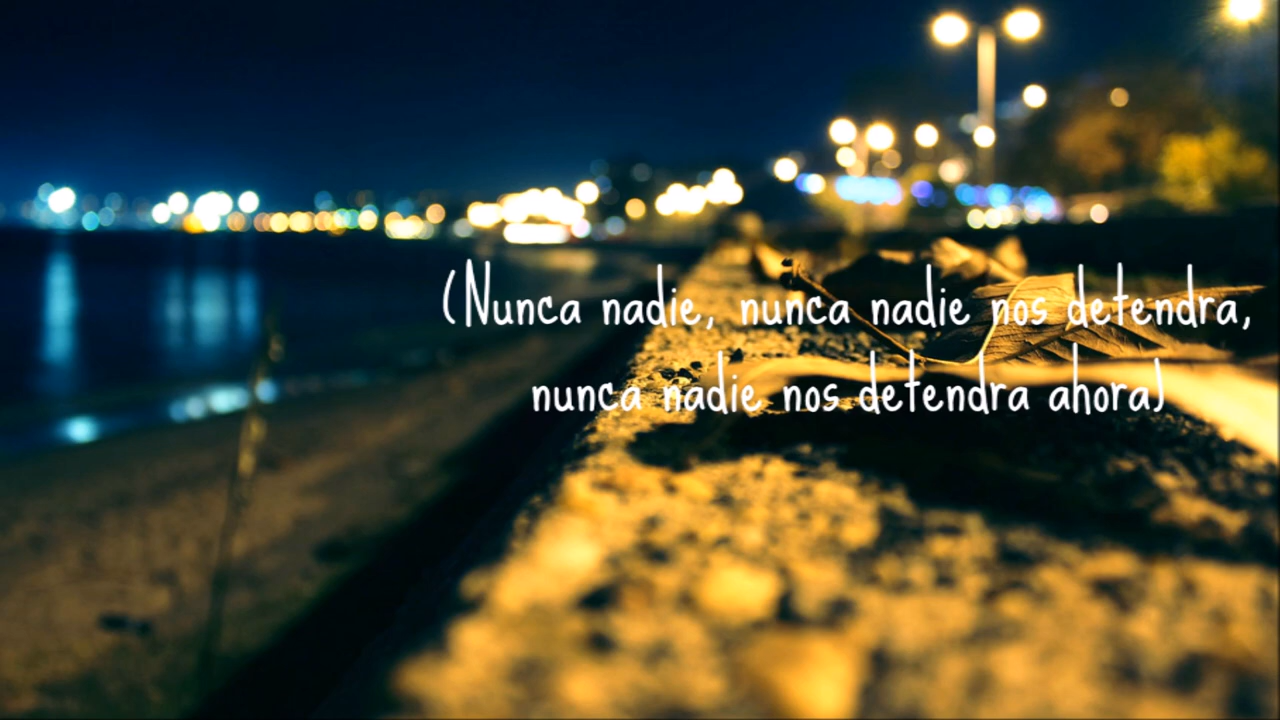 (Nunca nadie, nunca nadie nos detendra,
nunca nadie nos detendra ahora)